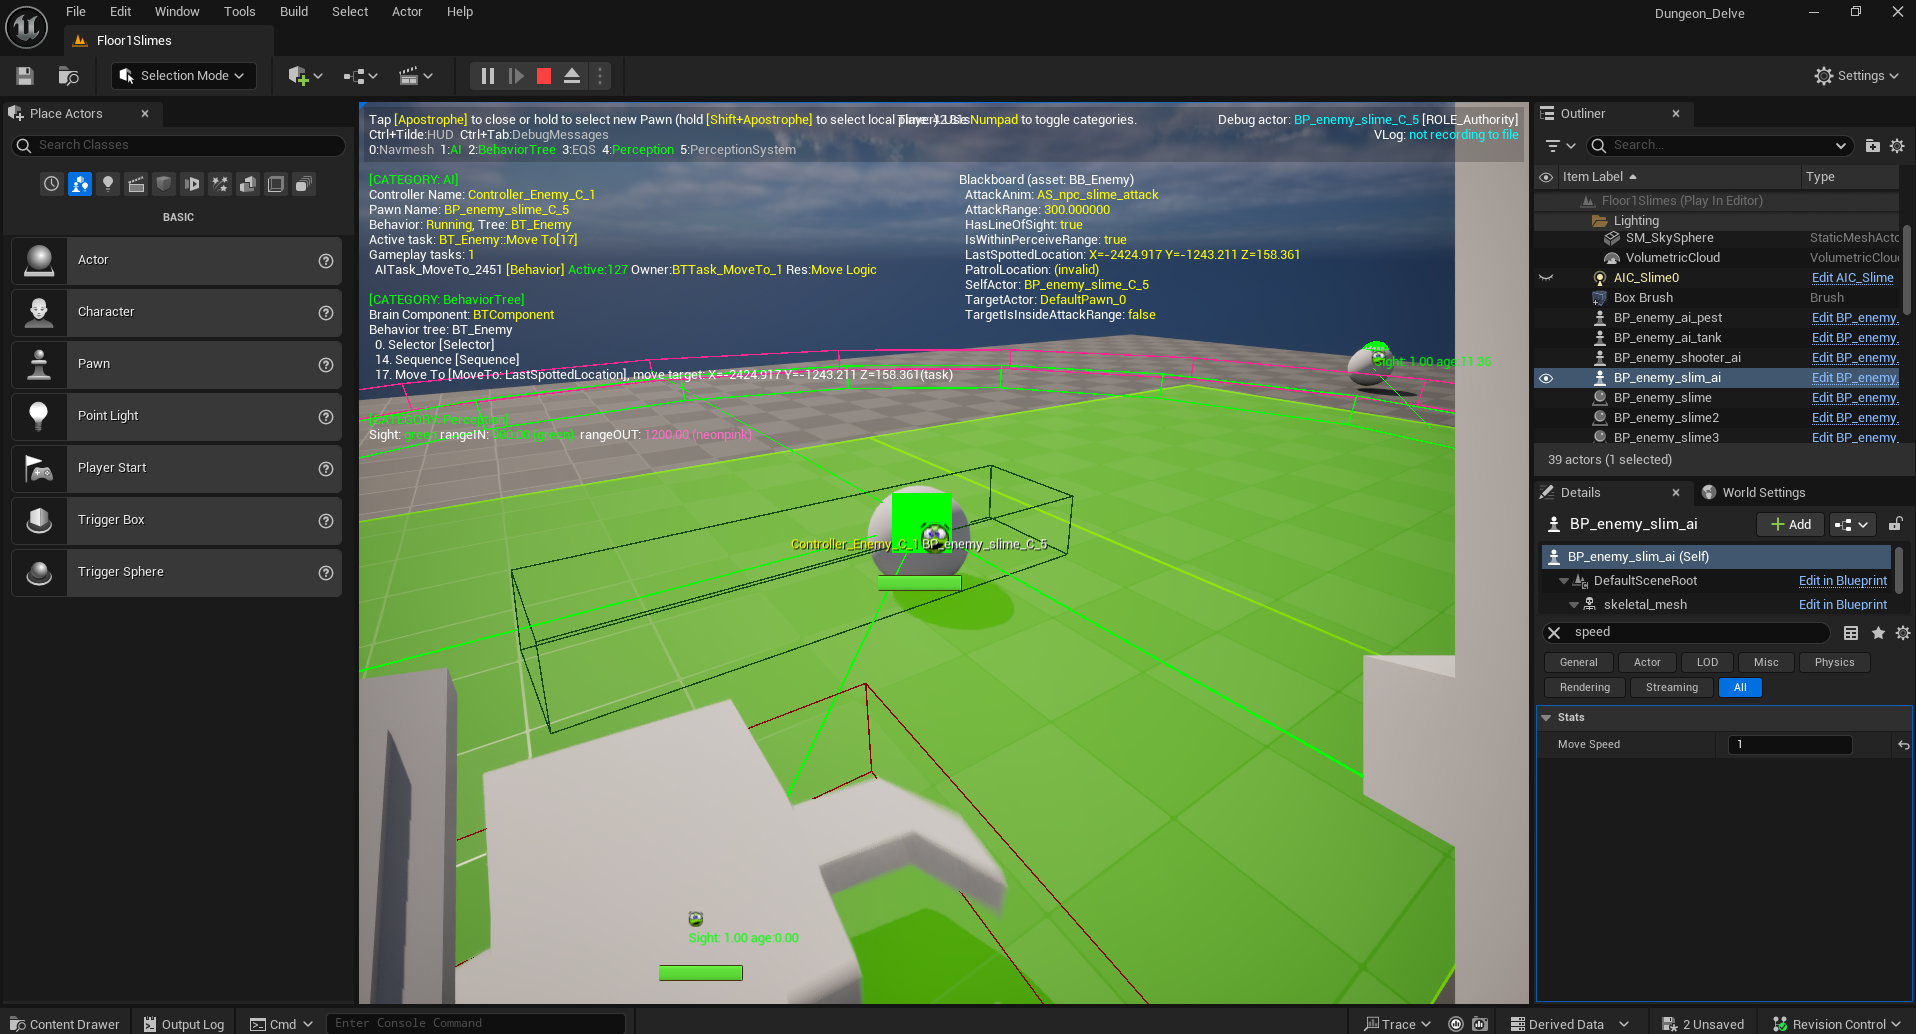 File Edit Window Tools Build Select Actor Help
Dungeon_Delve
Floor1Slimes
Selection Mode
Settings
Place Actors
Search Classes
BASIC
Actor
Character
Pawn
Point Light
Player Start
Trigger Box
Trigger Sphere
Tap [Apostrophe] to close or hold to select new Pawn (hold [Shift+Apostrophe] to select local player). Use Numpad to toggle categories.
Ctrl+Tilde:HUD Ctrl+Tab:DebugMessages
0:Navmesh 1:AI 2:BehaviorTree 3:EQS 4:Perception 5:PerceptionSystem
Debug actor: BP_enemy_slime_C_5 [ROLE_Authority]
VLog: not recording to file
[CATEGORY: AI]
Controller Name: Controller_Enemy_C_1
Pawn Name: BP_enemy_slime_C_5
Behavior: Running, Tree: BT_Enemy
Active task: BT_Enemy::Move To[17]
Gameplay tasks: 1
AITask_MoveTo_2451 [Behavior] Active:127 Owner:BTTask_MoveTo_1 Res:Move Logic
[CATEGORY: BehaviorTree]
Brain Component: BTComponent
Behavior tree: BT_Enemy
0. Selector [Selector]
14. Sequence [Sequence]
17. Move To [MoveTo: LastSpottedLocation], move target: X=-2424.917 Y=-1243.211 Z=158.361(task)
[CATEGORY: Perception]
Sight: green rangeIN: (green) rangeOUT: 1200.00 (neonpink)
Blackboard (asset: BB_Enemy)
AttackAnim: AS_npc_slime_attack
AttackRange: 300.000000
HasLineOfSight: true
IsWithinPerceiveRange: true
LastSpottedLocation: X=-2424.917 Y=-1243.211 Z=158.361
PatrolLocation: (invalid)
SelfActor: BP_enemy_slime_C_5
TargetActor: DefaultPawn_0
TargetIsInsideAttackRange: false
Sight: 1.00 age:11.36
Controller_Enemy_C_1 BP_enemy_slime_C_5
Sight: 1.00 age:0.00
Outliner
Search...
Item Label Type
Floor1Slimes (Play In Editor)
Lighting
SM_SkySphere StaticMeshActo
VolumetricCloud VolumetricClou
AIC_Slime0 Edit AIC_Slime
Box Brush Brush
BP_enemy_ai_pest Edit BP_enemy_
BP_enemy_ai_tank Edit BP_enemy_
BP_enemy_shooter_ai Edit BP_enemy_
BP_enemy_slim_ai Edit BP_enemy_
BP_enemy_slime Edit BP_enemy_
BP_enemy_slime2 Edit BP_enemy_
BP_enemy_slime3 Edit BP_enemy_
39 actors (1 selected)
Details
World Settings
BP_enemy_slim_ai
Add
BP_enemy_slim_ai (Self)
DefaultSceneRoot Edit in Blueprint
skeletal_mesh Edit in Blueprint
speed
General Actor LOD Misc Physics
Rendering Streaming All
Stats
Move Speed 1
Content Drawer Output Log Cmd Enter Console Command
Trace Derived Data 2 Unsaved Revision Control